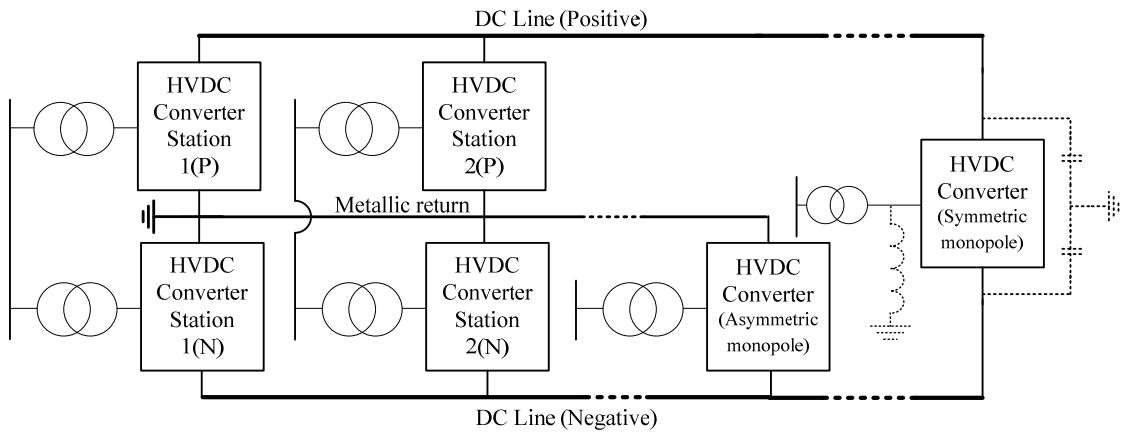 DC Line (Positive)
HVDC
Converter
Station
1(P)
HVDC
Converter
Station
2(P)
HVDC
Converter
(Symmetric
monopole)
Metallic return
HVDC
Converter
Station
1(N)
HVDC
Converter
Station
2(N)
HVDC
Converter
(Asymmetric
monopole)
DC Line (Negative)